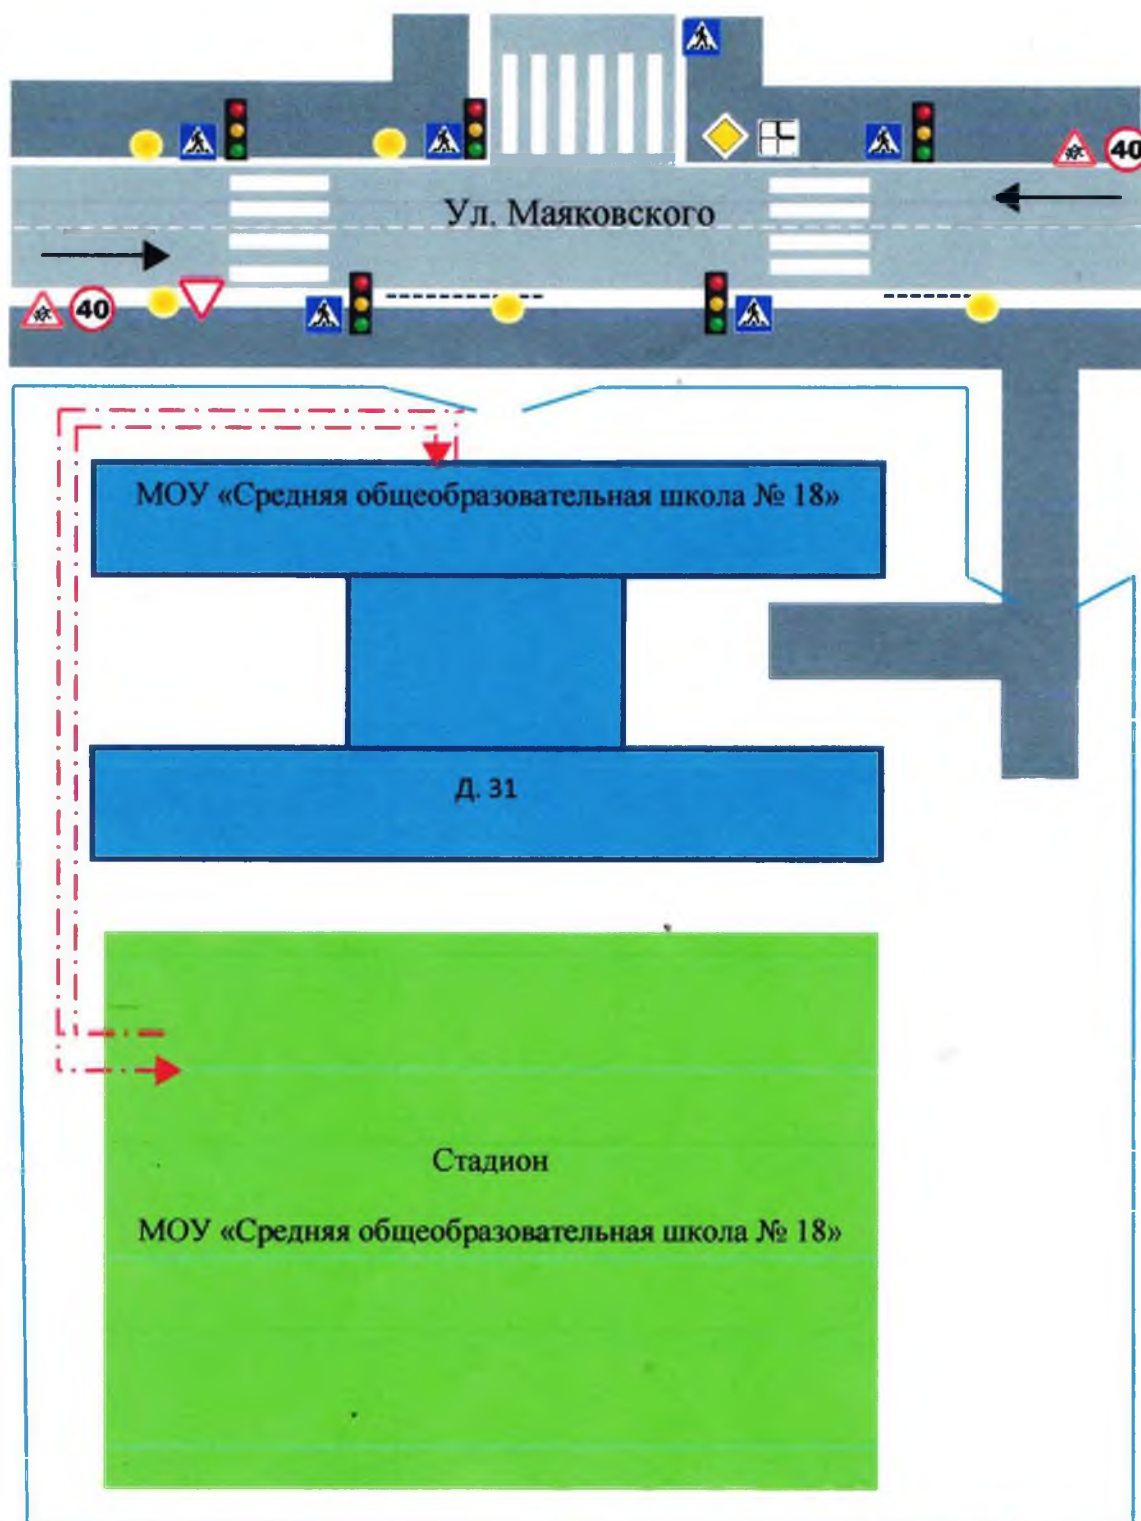 40
Ул. Маяковского
40
МОУ «Средняя общеобразовательная школа № 18»
Д. 31
Стадион
МОУ «Средняя общеобразовательная школа № 18»